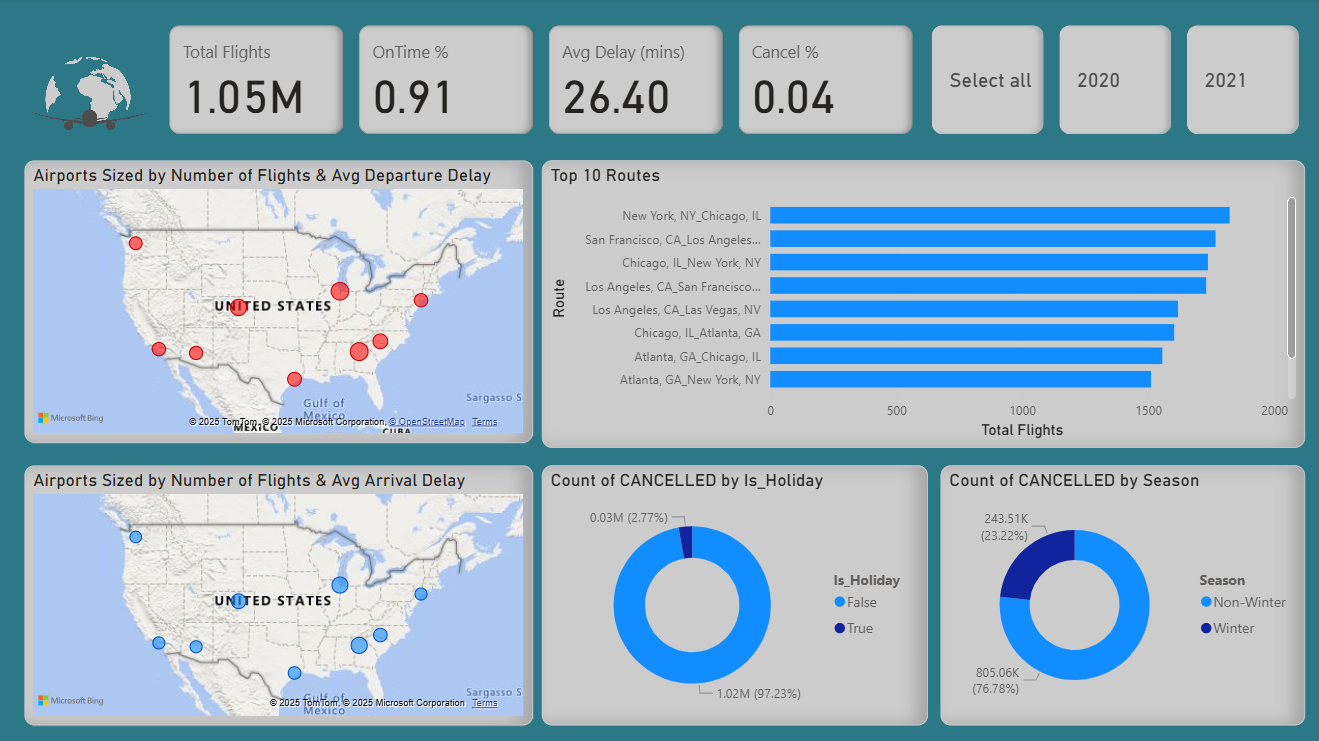 Total Flights
1.05M
OnTime %
0.91
Avg Delay (mins)
26.40
Cancel %
0.04
Select all
2020
2021
Airports Sized by Number of Flights & Avg Departure Delay
UNITED STATES
Gulf of
Mexico
Sargasso S
MEXICO
CUBA
Microsoft Bing
© 2025 TomTom, © 2025 Microsoft Corporation, © OpenStreetMap Terms
Top 10 Routes
Route
New York, NY_Chicago, IL
San Francisco, CA_Los Angeles...
Chicago, IL_New York, NY
Los Angeles, CA_San Francisco...
Los Angeles, CA_Las Vegas, NV
Chicago, IL_Atlanta, GA
Atlanta, GA_Chicago, IL
Atlanta, GA_New York, NY
0 500 1000 1500 2000
Total Flights
Airports Sized by Number of Flights & Avg Arrival Delay
UNITED STATES
Gulf of
Mexico
Sargasso S
Microsoft Bing
© 2025 TomTom, © 2025 Microsoft Corporation Terms
Count of CANCELLED by Is_Holiday
0.03M (2.77%)
1.02M (97.23%)
Is_Holiday
False
True
Count of CANCELLED by Season
243.51K
(23.22%)
805.06K
(76.78%)
Season
Non-Winter
Winter